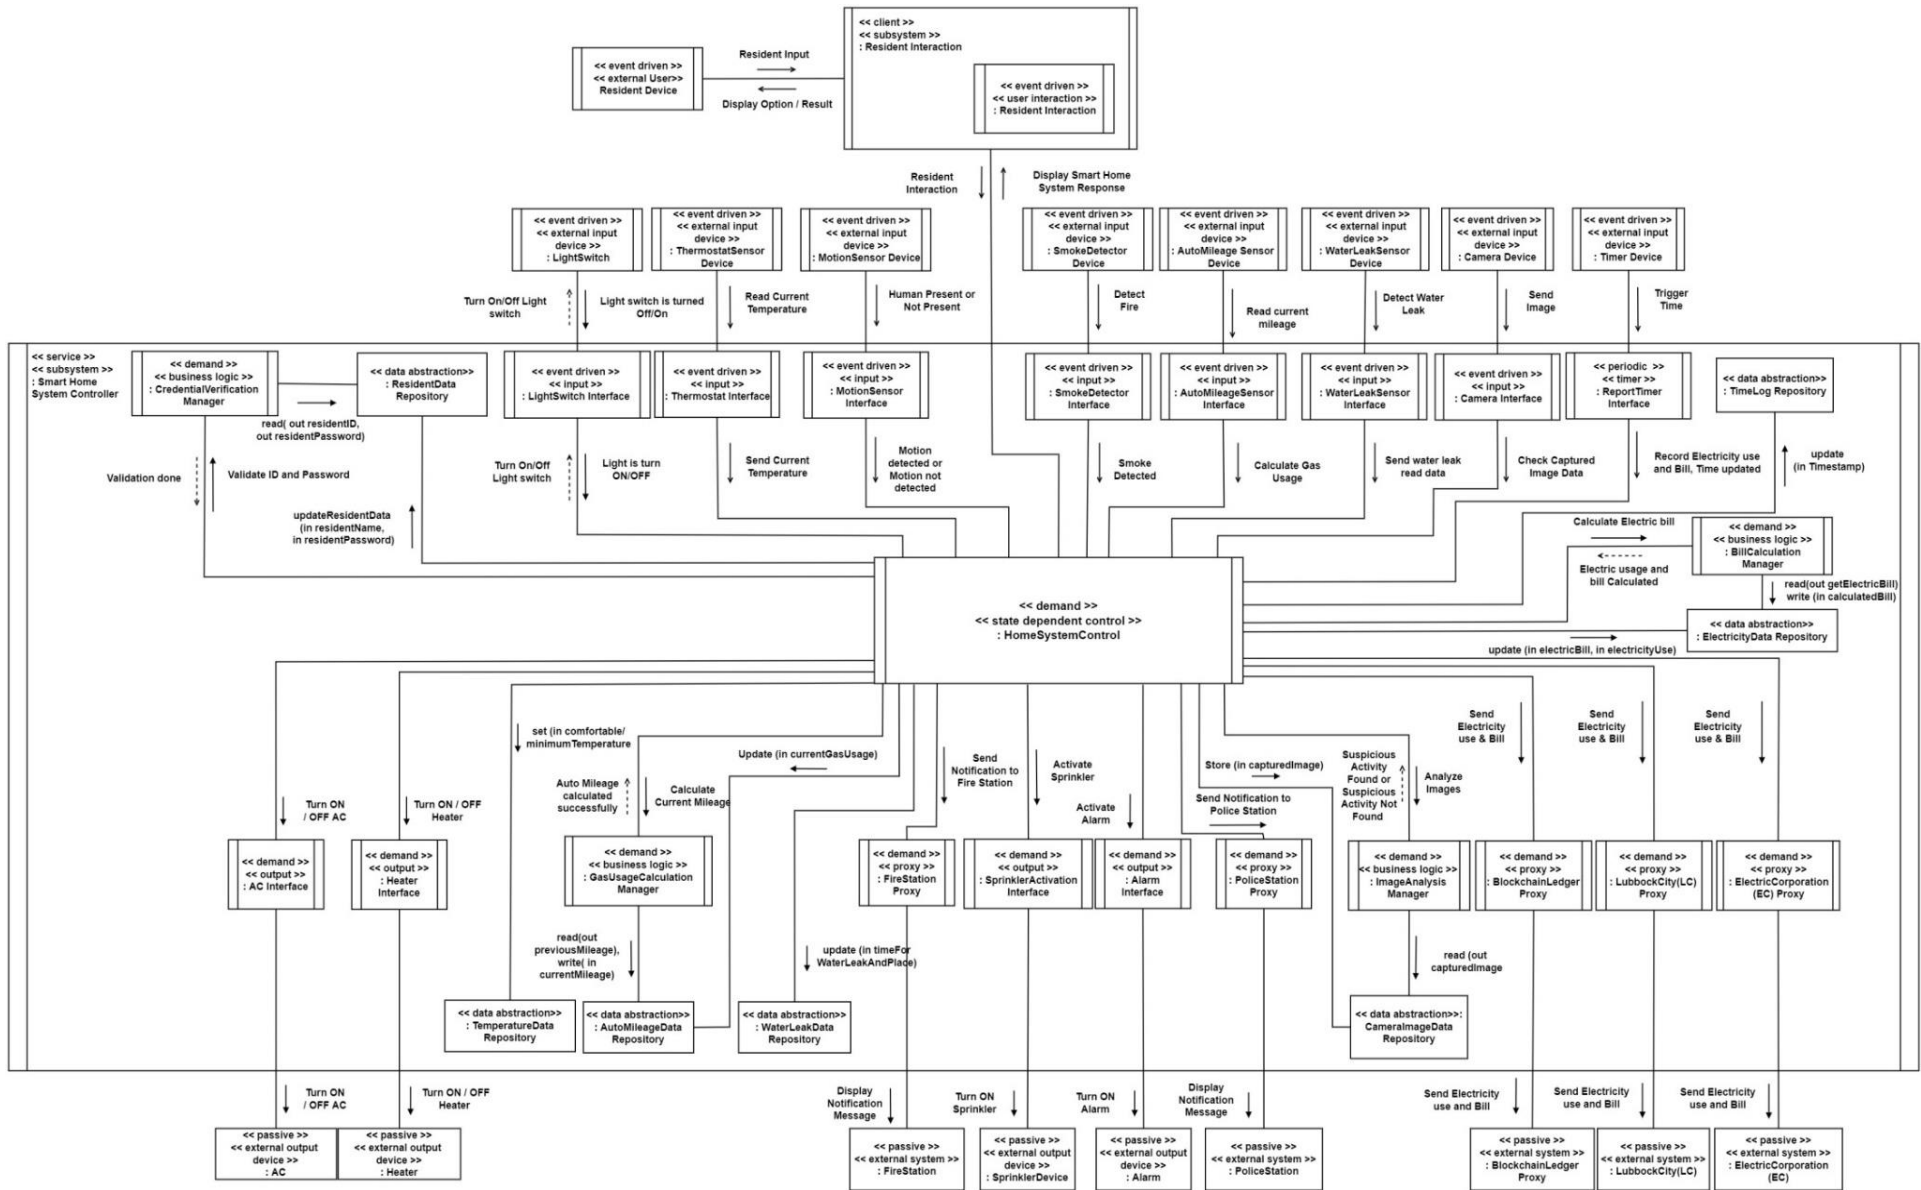 << client >>
<< subsystem >>
: Resident Interaction
<< event driven >>
<< external User>>
Resident Device
Resident Input
Display Option / Result
<< event driven >>
<< user interaction >>
: Resident Interaction
Resident
Interaction
Display Smart Home
System Response
<< event driven >>
<< external input
device >>
: LightSwitch
<< event driven >>
<< external input
device >>
: ThermostatSensor
Device
<< event driven >>
<< external input
device >>
: MotionSensor Device
<< event driven >>
<< external input
device >>
: SmokeDetector
Device
<< event driven >>
<< external input
device >>
: AutoMileage Sensor
Device
<< event driven >>
<< external input
device >>
: WaterLeakSensor
Device
<< event driven >>
<< external input
device >>
: Camera Device
<< event driven >>
<< external input
device >>
: Timer Device
Turn On/Off Light
switch
Light switch is turned
Off/On
Read Current
Temperature
Human Present or
Not Present
Detect
Fire
Read current
mileage
Detect Water
Leak
Send
Image
Trigger
Time
<< service >>
<< subsystem >>
: Smart Home
System Controller
<< demand >>
<< business logic >>
: CredentialVerification
Manager
<< data abstraction>>
: ResidentData
Repository
<< event driven >>
<< input >>
: LightSwitch Interface
<< event driven >>
<< input >>
: Thermostat Interface
<< event driven >>
<< input >>
: MotionSensor
Interface
<< event driven >>
<< input >>
: SmokeDetector
Interface
<< event driven >>
<< input >>
: AutoMileageSensor
Interface
<< event driven >>
<< input >>
: WaterLeakSensor
Interface
<< event driven >>
<< input >>
: Camera Interface
<< periodic >>
<< timer >>
: ReportTimer
Interface
<< data abstraction>>
: TimeLog Repository
read( out residentID,
out residentPassword)
Validation done
Validate ID and Password
updateResidentData
(in residentName,
in residentPassword)
Turn On/Off
Light switch
Light is turn
ON/OFF
Send Current
Temperature
Motion
detected or
Motion not
detected
Smoke
Detected
Calculate Gas
Usage
Send water leak
read data
Check Captured
Image Data
Record Electricity use
and Bill, Time updated
update
(in Timestamp)
Calculate Electric bill
<< demand >>
<< business logic >>
: BillCalculation
Manager
Electric usage and
bill Calculated
read(out getElectricBill)
write (in calculatedBill)
<< data abstraction>>
: ElectricityData Repository
update (in electricBill, in electricityUse)
<< demand >>
<< state dependent control >>
: HomeSystemControl
set (in comfortable/
minimumTemperature
Auto Mileage
calculated
successfully
Calculate
Current Mileage
Update (in currentGasUsage)
Send
Notification to
Fire Station
Activate
Sprinkler
Activate
Alarm
Store (in capturedImage)
Send Notification to
Police Station
Suspicious
Activity
Found or
Suspicious
Activity Not
Found
Analyze
Images
Send
Electricity
use & Bill
Send
Electricity
use & Bill
Send
Electricity
use & Bill
Turn ON
/ OFF AC
Turn ON / OFF
Heater
<< demand >>
<< output >>
: AC Interface
<< demand >>
<< output >>
: Heater
Interface
<< demand >>
<< business logic >>
: GasUsageCalculation
Manager
<< demand >>
<< proxy >>
: FireStation
Proxy
<< demand >>
<< output >>
: SprinklerActivation
Interface
<< demand >>
<< output >>
: Alarm
Interface
<< demand >>
<< proxy >>
: PoliceStation
Proxy
<< demand >>
<< business logic >>
: ImageAnalysis
Manager
<< demand >>
<< proxy >>
: BlockchainLedger
Proxy
<< demand >>
<< proxy >>
: LubbockCity(LC)
Proxy
<< demand >>
<< proxy >>
: ElectricCorporation
(EC) Proxy
read(out
previousMileage),
write( in
currentMileage)
update (in timeFor
WaterLeakAndPlace)
read (out
capturedImage
<< data abstraction>>
: TemperatureData
Repository
<< data abstraction>>
: AutoMileageData
Repository
<< data abstraction>>
: WaterLeakData
Repository
<< data abstraction>>:
CameraImageData
Repository
Turn ON
/ OFF AC
Turn ON / OFF
Heater
Display
Notification
Message
Turn ON
Sprinkler
Turn ON
Alarm
Display
Notification
Message
Send Electricity
use and Bill
Send Electricity
use and Bill
Send Electricity
use and Bill
<< passive >>
<< external output
device >>
: AC
<< passive >>
<< external output
device >>
: Heater
<< passive >>
<< external system >>
: FireStation
<< passive >>
<< external output
device >>
: SprinklerDevice
<< passive >>
<< external output
device >>
: Alarm
<< passive >>
<< external system >>
: PoliceStation
<< passive >>
<< external system >>
: BlockchainLedger
Proxy
<< passive >>
<< external system >>
: LubbockCity(LC)
<< passive >>
<< external system >>
: ElectricCorporation
(EC)